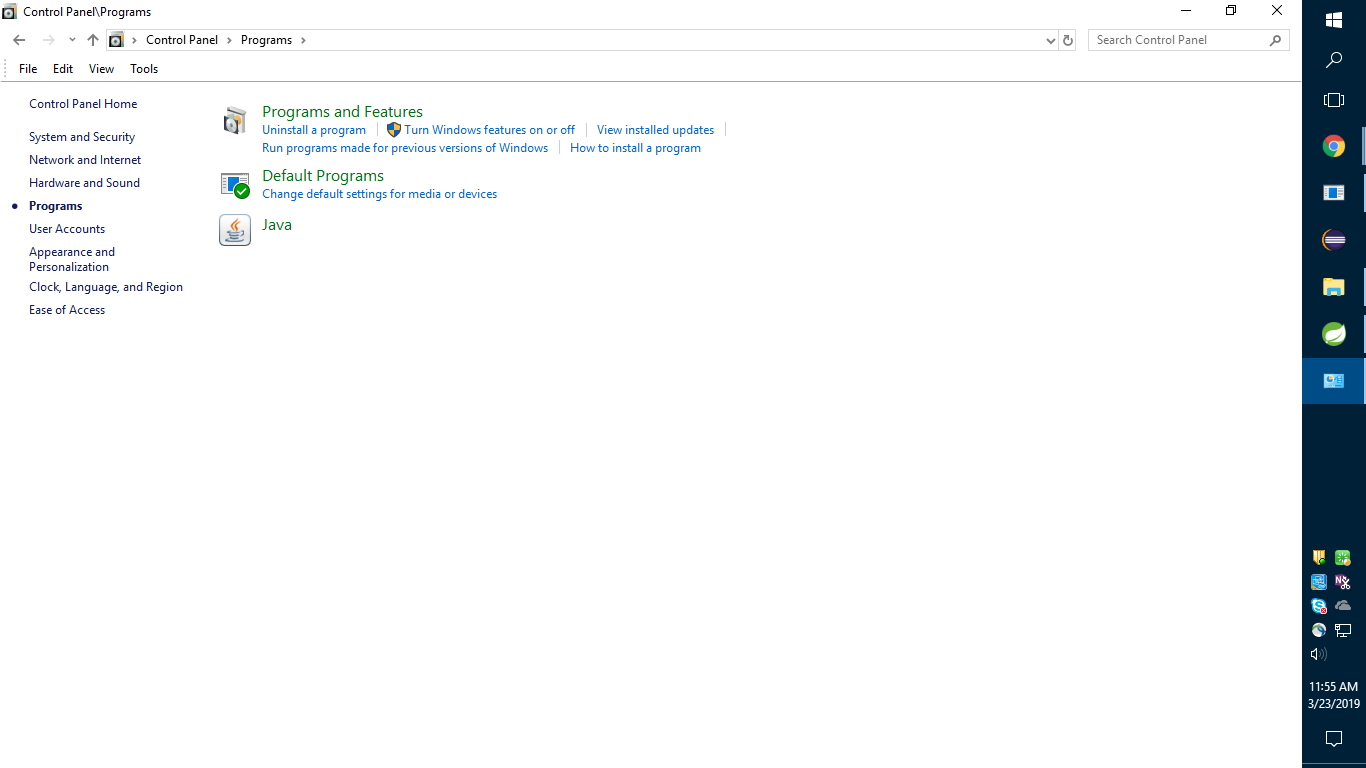 Control Panel\Programs
Control Panel Programs
Search Control Panel
File Edit View Tools
Control Panel Home
System and Security
Network and Internet
Hardware and Sound
Programs
User Accounts
Appearance and
Personalization
Clock, Language, and Region
Ease of Access
Programs and Features
Uninstall a program Turn Windows features on or off View installed updates
Run programs made for previous versions of Windows How to install a program
Default Programs
Change default settings for media or devices
Java
11:55 AM
3/23/2019